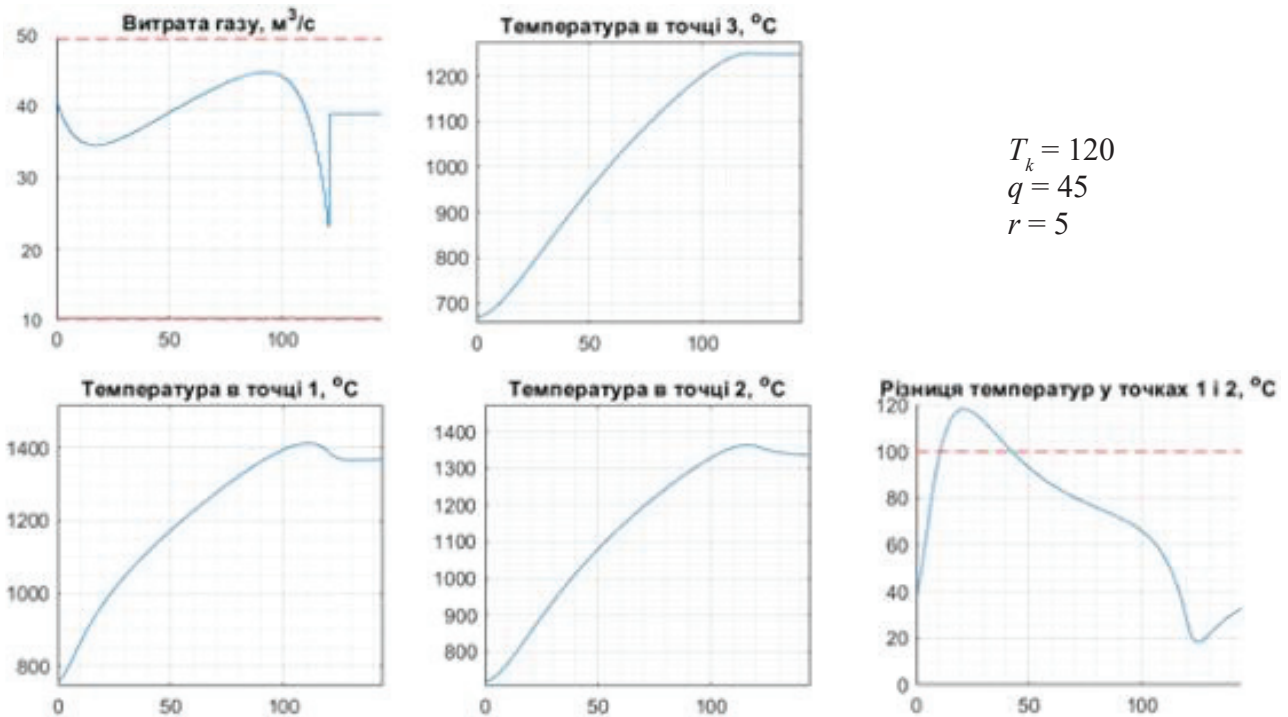 Витрата газу, м³/с
50
40
30
20
10
0 50 100
Температура в точці 3, °C
1200
1100
1000
900
800
700
0 50 100
T_k = 120
q = 45
r = 5
Температура в точці 1, °C
1400
1200
1000
800
0 50 100
Температура в точці 2, °C
1400
1300
1200
1100
1000
900
800
0 50 100
Різниця температур у точках 1 і 2, °C
120
100
80
60
40
20
0
0 50 100